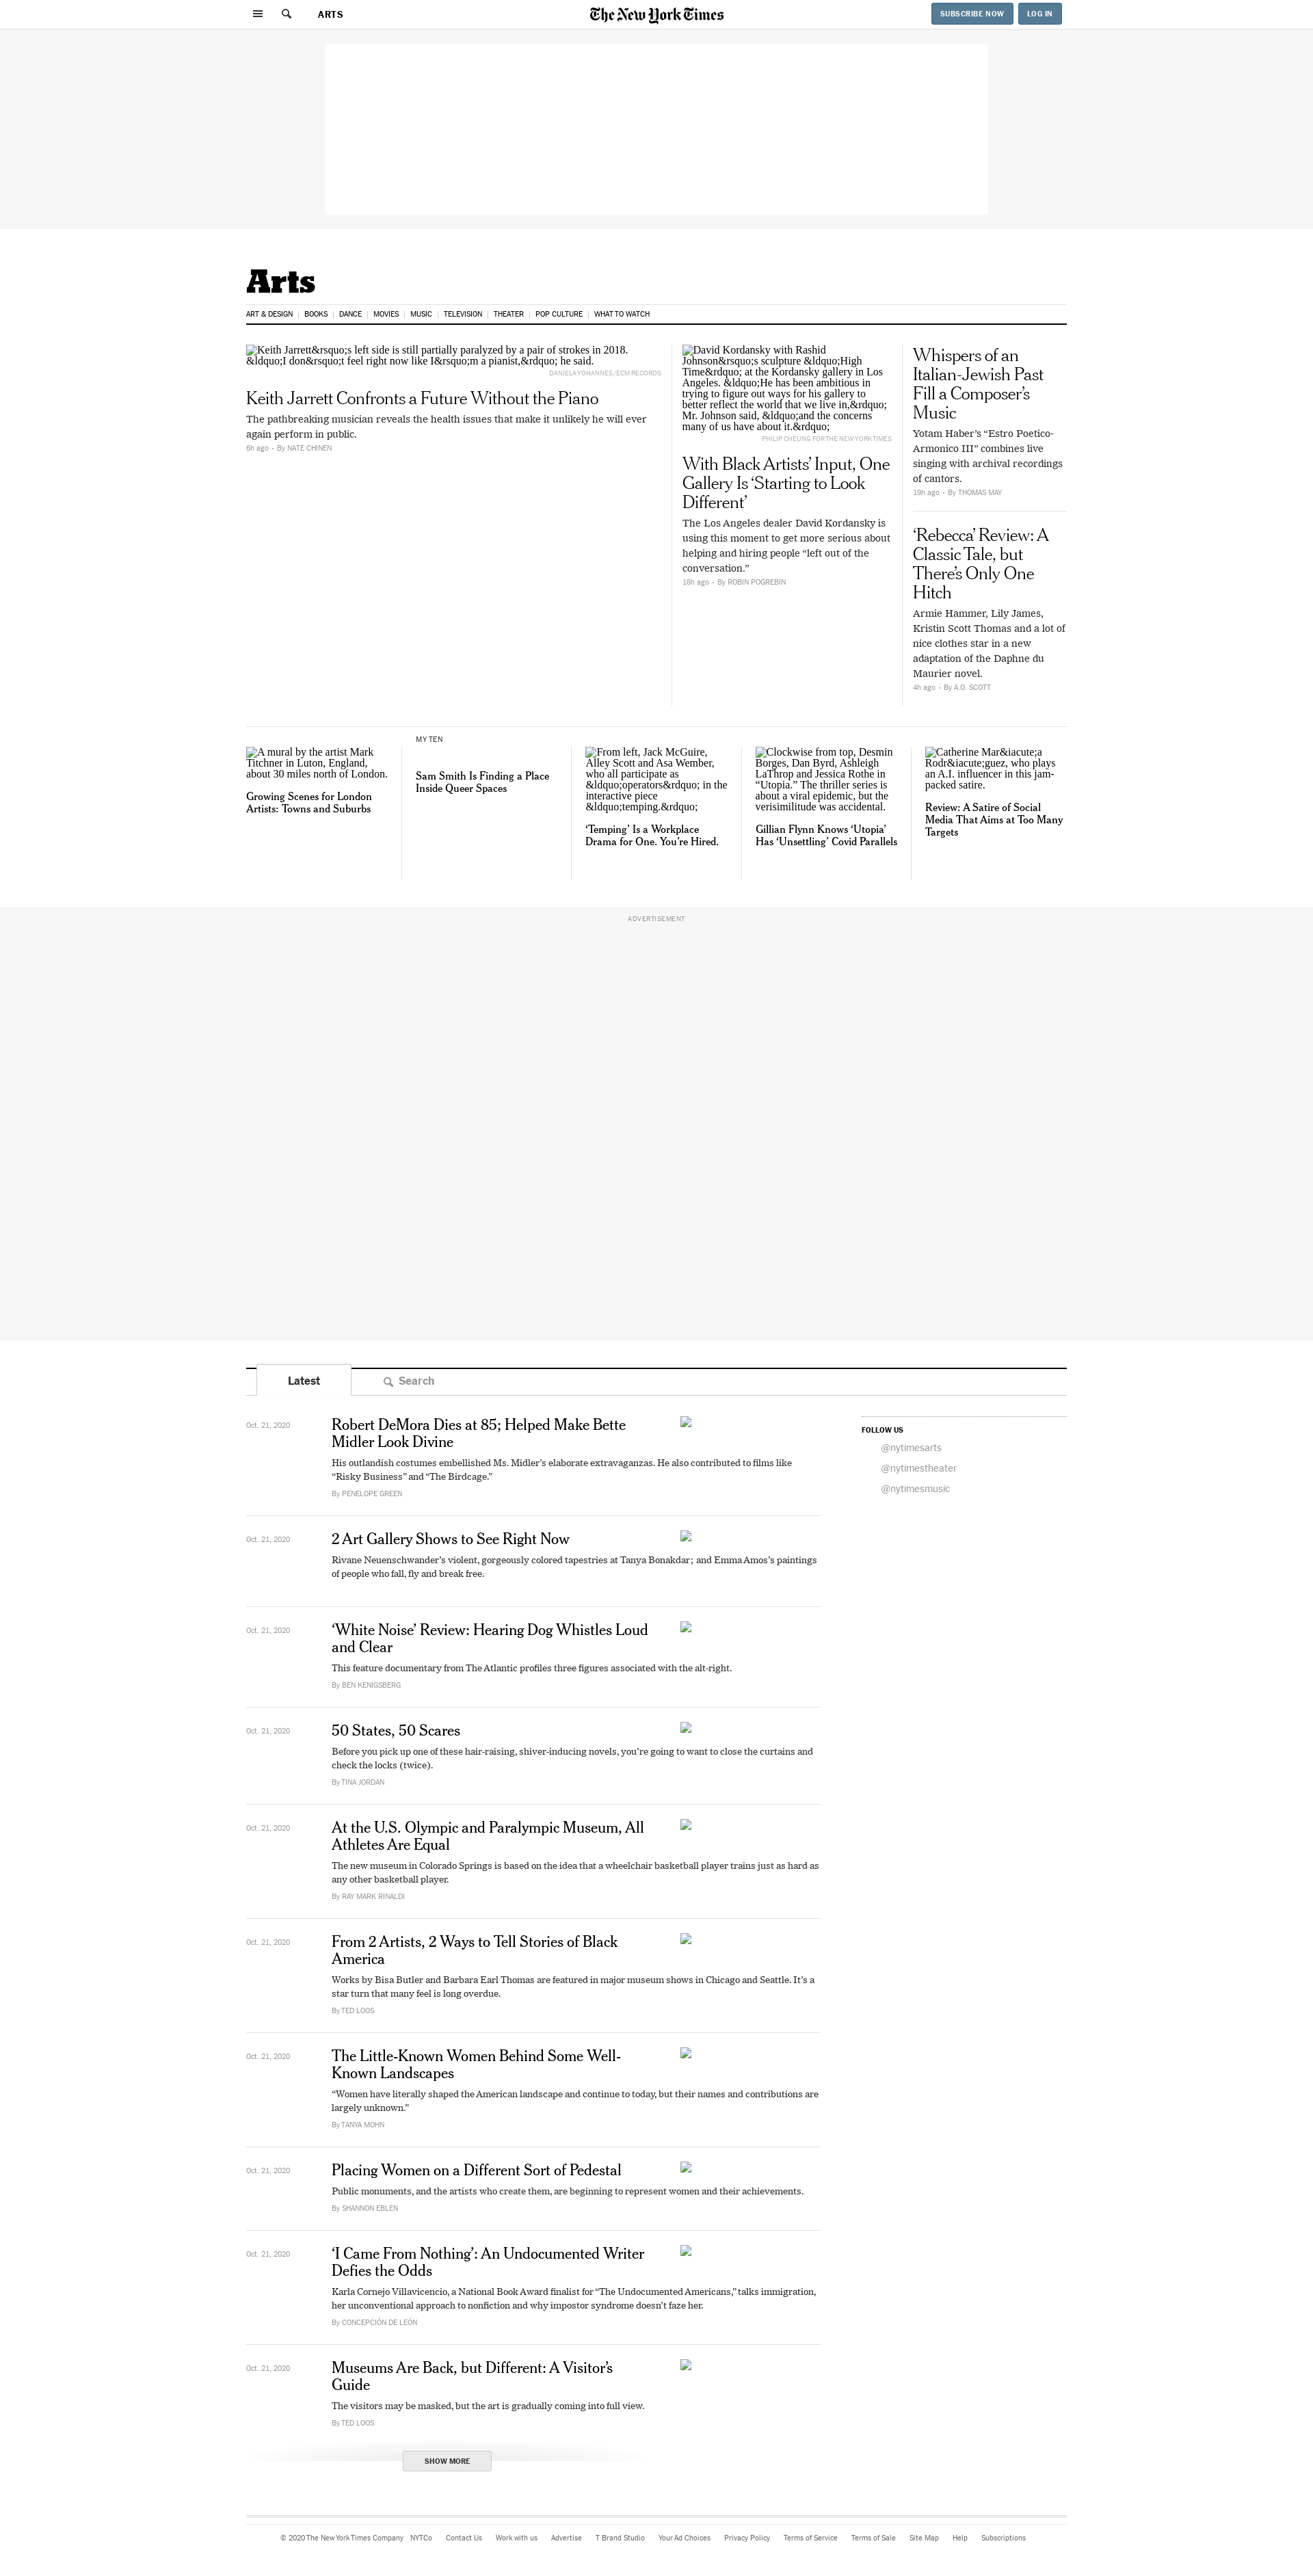 ARTS
The New York Times
SUBSCRIBE NOW
LOG IN
Arts
ART & DESIGN
BOOKS
DANCE
MOVIES
MUSIC
TELEVISION
THEATER
POP CULTURE
WHAT TO WATCH
Keith Jarrett&rsquo;s left side is still partially paralyzed by a pair of strokes in 2018.
&ldquo;I don&rsquo;t feel right now like I&rsquo;m a pianist,&rdquo; he said.
DANIELA YOHANNES/ECM RECORDS
Keith Jarrett Confronts a Future Without the Piano
The pathbreaking musician reveals the health issues that make it unlikely he will ever
again perform in public.
6h ago · By NATE CHINEN
David Kordansky with Rashid
Johnson&rsquo;s sculpture &ldquo;High
Time&rdquo; at the Kordansky gallery in Los
Angeles. &ldquo;He has been ambitious in
trying to figure out ways for his gallery to
better reflect the world that we live in,&rdquo;
Mr. Johnson said, &ldquo;and the concerns
many of us have about it.&rdquo;
PHILIP CHEUNG FOR THE NEW YORK TIMES
With Black Artists’ Input, One
Gallery Is ‘Starting to Look
Different’
The Los Angeles dealer David Kordansky is
using this moment to get more serious about
helping and hiring people “left out of the
conversation.”
18h ago · By ROBIN POGREBIN
Whispers of an
Italian-Jewish Past
Fill a Composer’s
Music
Yotam Haber’s “Estro Poetico-
Armonico III” combines live
singing with archival recordings
of cantors.
19h ago · By THOMAS MAY
‘Rebecca’ Review: A
Classic Tale, but
There’s Only One
Hitch
Armie Hammer, Lily James,
Kristin Scott Thomas and a lot of
nice clothes star in a new
adaptation of the Daphne du
Maurier novel.
4h ago · By A.O. SCOTT
A mural by the artist Mark
Titchner in Luton, England,
about 30 miles north of London.
Growing Scenes for London
Artists: Towns and Suburbs
MY TEN
Sam Smith Is Finding a Place
Inside Queer Spaces
From left, Jack McGuire,
Alley Scott and Asa Wember,
who all participate as
&ldquo;operators&rdquo; in the
interactive piece
&ldquo;temping.&rdquo;
‘Temping’ Is a Workplace
Drama for One. You’re Hired.
Clockwise from top, Desmin
Borges, Dan Byrd, Ashleigh
LaThrop and Jessica Rothe in
“Utopia.” The thriller series is
about a viral epidemic, but the
verisimilitude was accidental.
Gillian Flynn Knows ‘Utopia’
Has ‘Unsettling’ Covid Parallels
Catherine Mar&iacute;a
Rodr&iacute;guez, who plays
an A.I. influencer in this jam-
packed satire.
Review: A Satire of Social
Media That Aims at Too Many
Targets
ADVERTISEMENT
Latest
Search
Oct. 21, 2020
Robert DeMora Dies at 85; Helped Make Bette
Midler Look Divine
His outlandish costumes embellished Ms. Midler’s elaborate extravaganzas. He also contributed to films like
“Risky Business” and “The Birdcage.”
By PENELOPE GREEN
Oct. 21, 2020
2 Art Gallery Shows to See Right Now
Rivane Neuenschwander’s violent, gorgeously colored tapestries at Tanya Bonakdar; and Emma Amos’s paintings
of people who fall, fly and break free.
Oct. 21, 2020
‘White Noise’ Review: Hearing Dog Whistles Loud
and Clear
This feature documentary from The Atlantic profiles three figures associated with the alt-right.
By BEN KENIGSBERG
Oct. 21, 2020
50 States, 50 Scares
Before you pick up one of these hair-raising, shiver-inducing novels, you’re going to want to close the curtains and
check the locks (twice).
By TINA JORDAN
Oct. 21, 2020
At the U.S. Olympic and Paralympic Museum, All
Athletes Are Equal
The new museum in Colorado Springs is based on the idea that a wheelchair basketball player trains just as hard as
any other basketball player.
By RAY MARK RINALDI
Oct. 21, 2020
From 2 Artists, 2 Ways to Tell Stories of Black
America
Works by Bisa Butler and Barbara Earl Thomas are featured in major museum shows in Chicago and Seattle. It’s a
star turn that many feel is long overdue.
By TED LOOS
Oct. 21, 2020
The Little-Known Women Behind Some Well-
Known Landscapes
“Women have literally shaped the American landscape and continue to today, but their names and contributions are
largely unknown.”
By TANYA MOHN
Oct. 21, 2020
Placing Women on a Different Sort of Pedestal
Public monuments, and the artists who create them, are beginning to represent women and their achievements.
By SHANNON EBLEN
Oct. 21, 2020
‘I Came From Nothing’: An Undocumented Writer
Defies the Odds
Karla Cornejo Villavicencio, a National Book Award finalist for “The Undocumented Americans,” talks immigration,
her unconventional approach to nonfiction and why impostor syndrome doesn’t faze her.
By CONCEPCIÓN DE LEÓN
Oct. 21, 2020
Museums Are Back, but Different: A Visitor’s
Guide
The visitors may be masked, but the art is gradually coming into full view.
By TED LOOS
SHOW MORE
FOLLOW US
@nytimesarts
@nytimestheater
@nytimesmusic
© 2020 The New York Times Company
NYTCo
Contact Us
Work with us
Advertise
T Brand Studio
Your Ad Choices
Privacy Policy
Terms of Service
Terms of Sale
Site Map
Help
Subscriptions